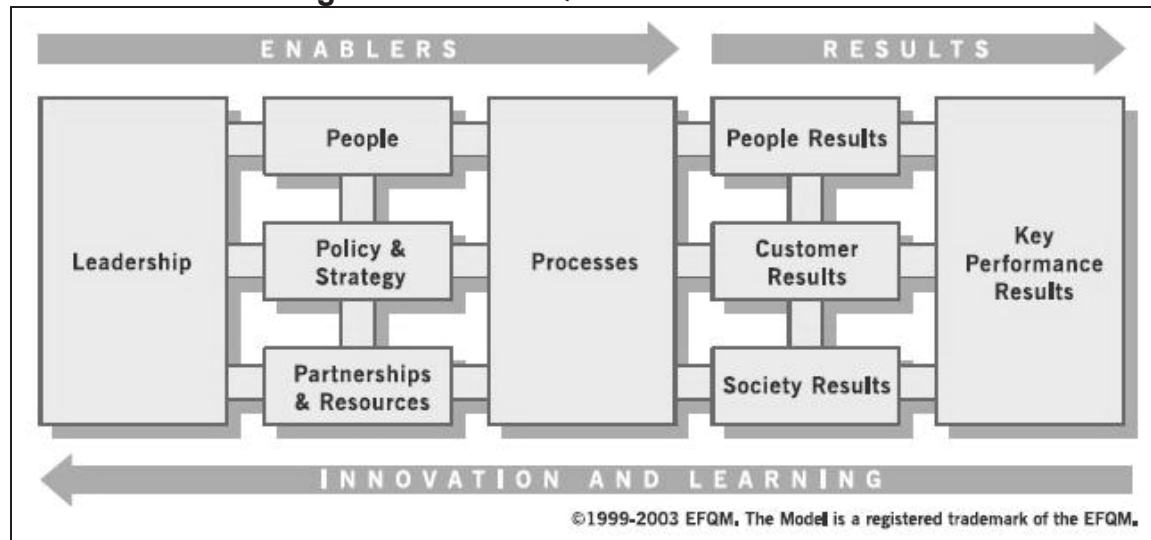 ENABLERS
RESULTS
Leadership
People
Policy &
Strategy
Partnerships
& Resources
Processes
People Results
Customer
Results
Society Results
Key
Performance
Results
INNOVATION AND LEARNING
©1999-2003 EFQM. The Model is a registered trademark of the EFQM.